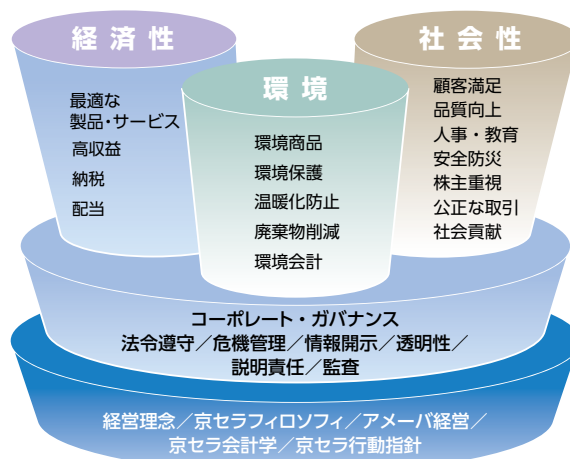 経済性
最適な
製品・サービス
高収益
納税
配当
環境
環境商品
環境保護
温暖化防止
廃棄物削減
環境会計
社会性
顧客満足
品質向上
人事・教育
安全防災
株主重視
公正な取引
社会貢献
コーポレート・ガバナンス
法令遵守／危機管理／情報開示／透明性／
説明責任／監査
経営理念／京セラフィロソフィ／アメーバ経営／
京セラ会計学／京セラ行動指針